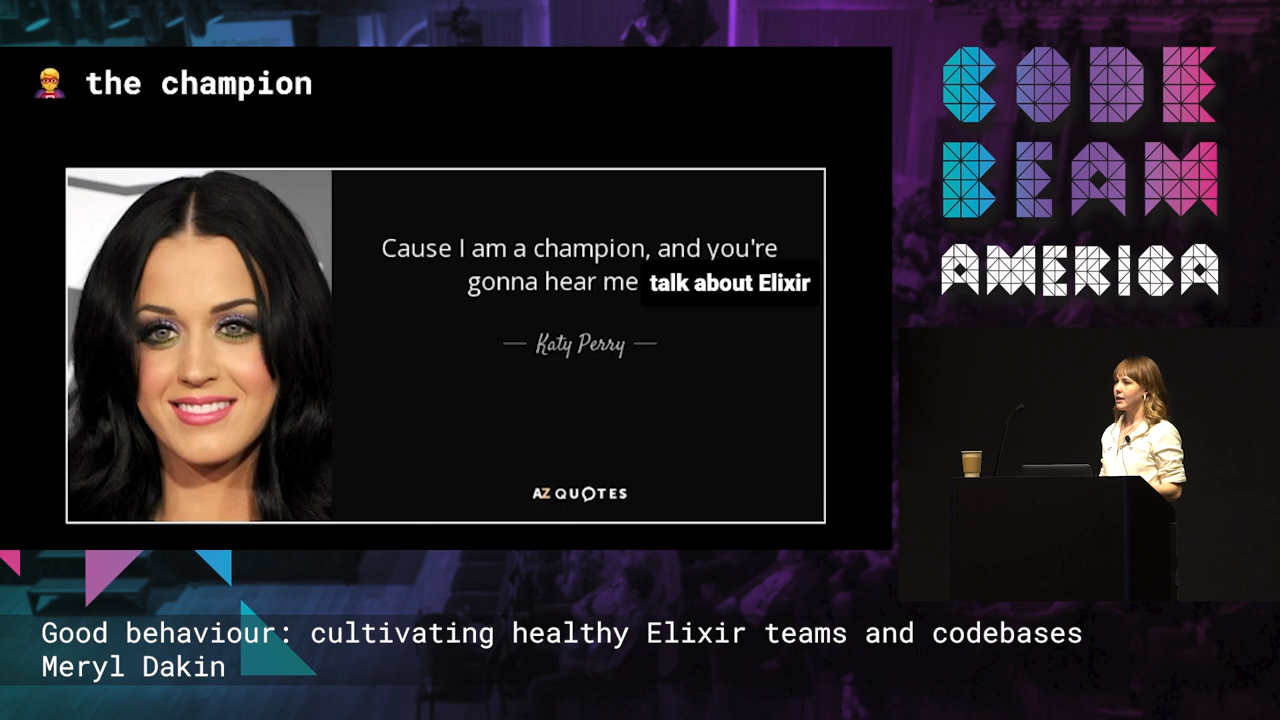 the champion
Cause I am a champion, and you're
gonna hear me talk about Elixir
— Katy Perry —
AZ QUOTES
CODE
BEAM
AMERICA
Good behaviour: cultivating healthy Elixir teams and codebases
Meryl Dakin